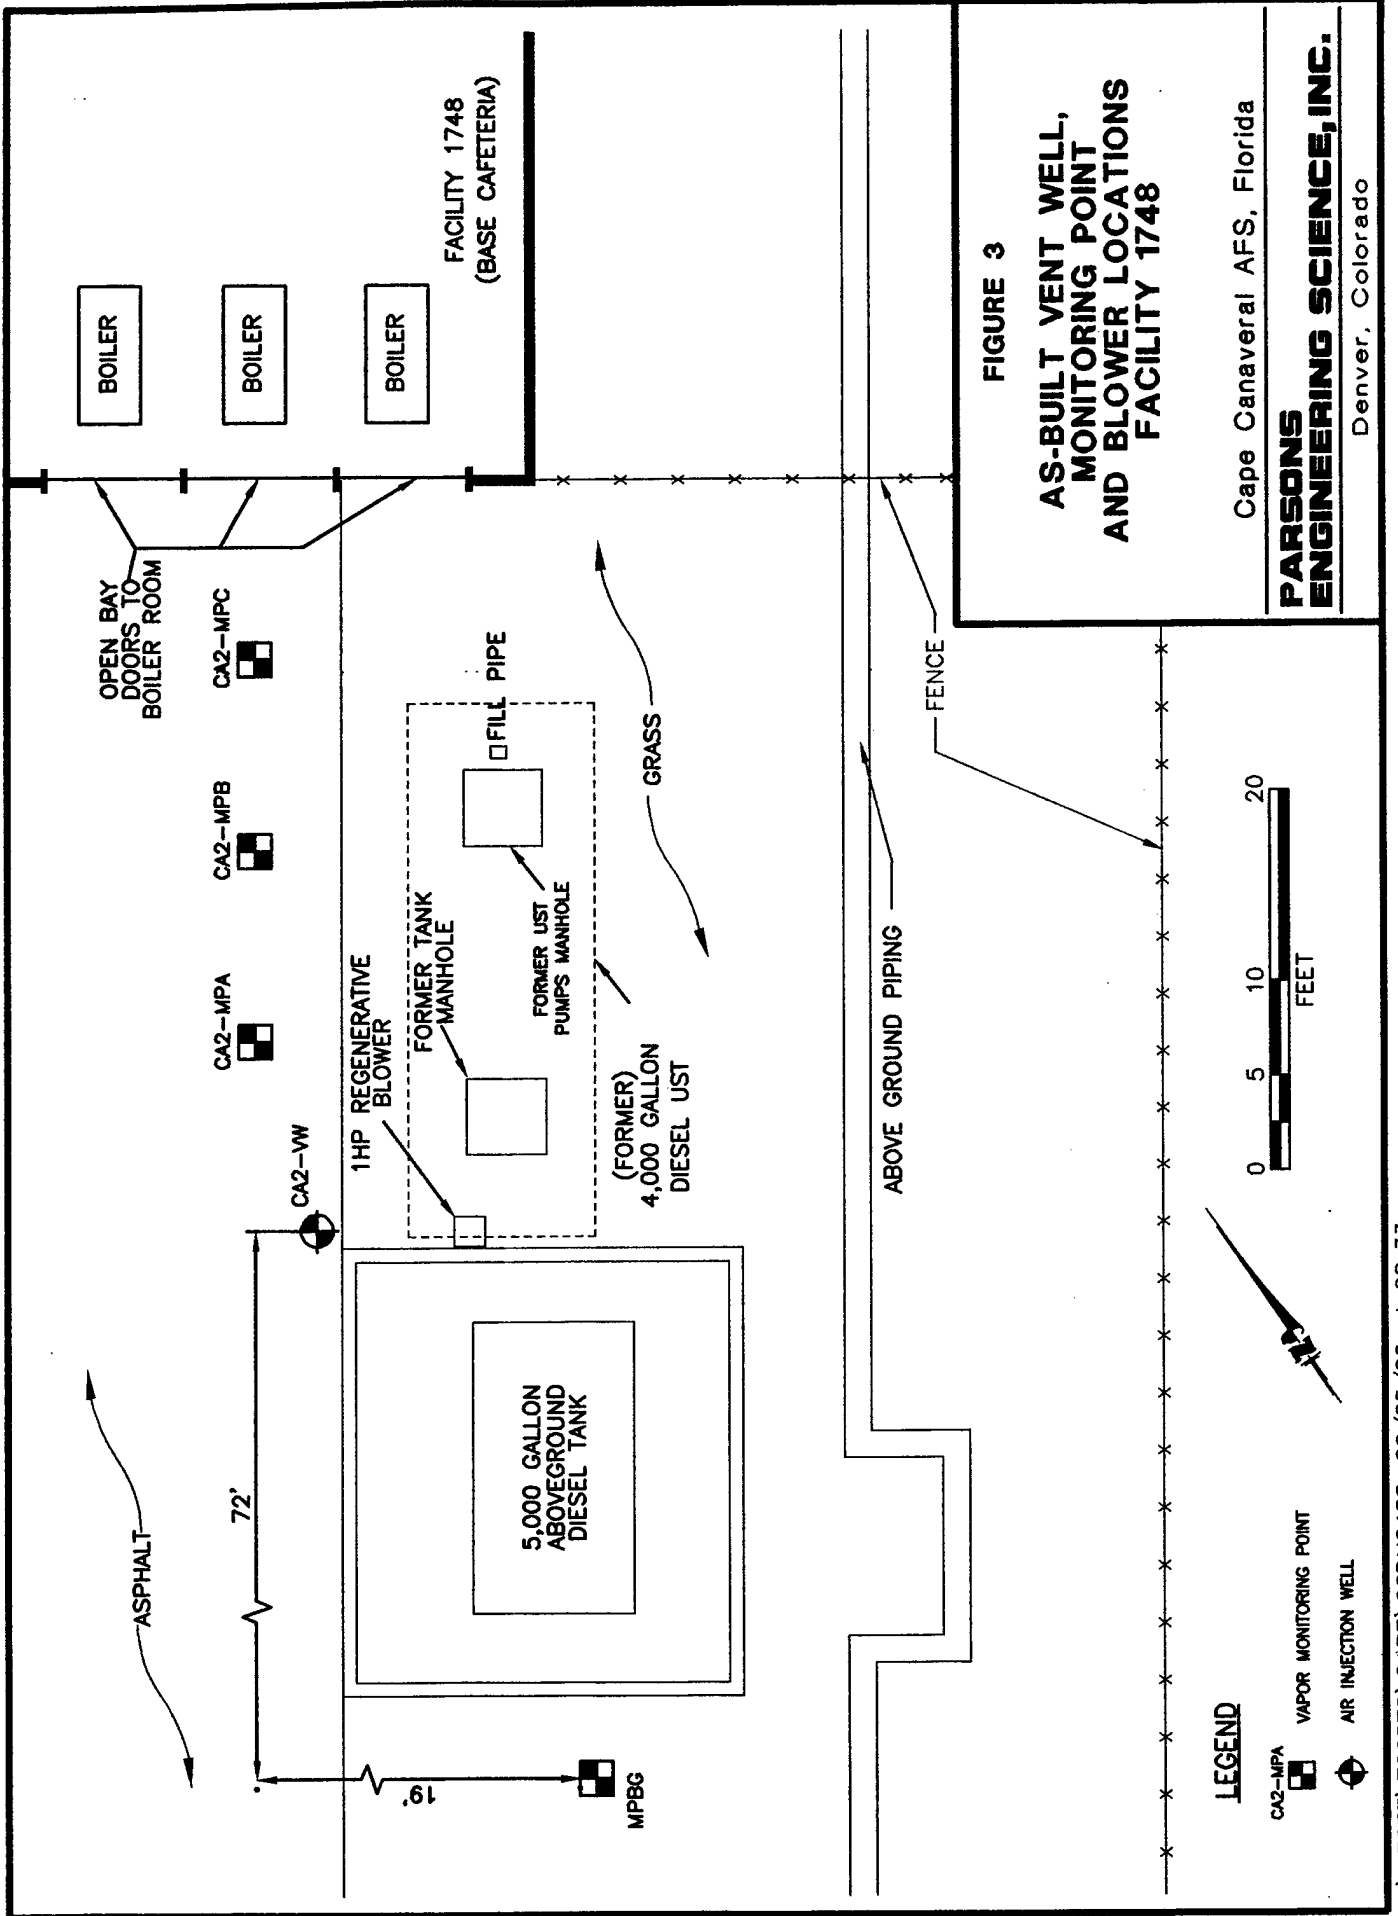 ASPHALT
72'
19'
MPBG
CA2-VW
CA2-MPA
CA2-MPB
CA2-MPC
OPEN BAY
DOORS TO
BOILER ROOM
BOILER
BOILER
BOILER
FACILITY 1748
(BASE CAFETERIA)
1HP REGENERATIVE
BLOWER
FORMER TANK
MANHOLE
FORMER UST
PUMPS MANHOLE
FILL PIPE
5,000 GALLON
ABOVEGROUND
DIESEL TANK
(FORMER)
4,000 GALLON
DIESEL UST
GRASS
ABOVE GROUND PIPING
FENCE
LEGEND
CA2-MPA
VAPOR MONITORING POINT
AIR INJECTION WELL
N
0 5 10 20
FEET
FIGURE 3
AS-BUILT VENT WELL,
MONITORING POINT
AND BLOWER LOCATIONS
FACILITY 1748
Cape Canaveral AFS, Florida
PARSONS
ENGINEERING SCIENCE, INC.
Denver, Colorado